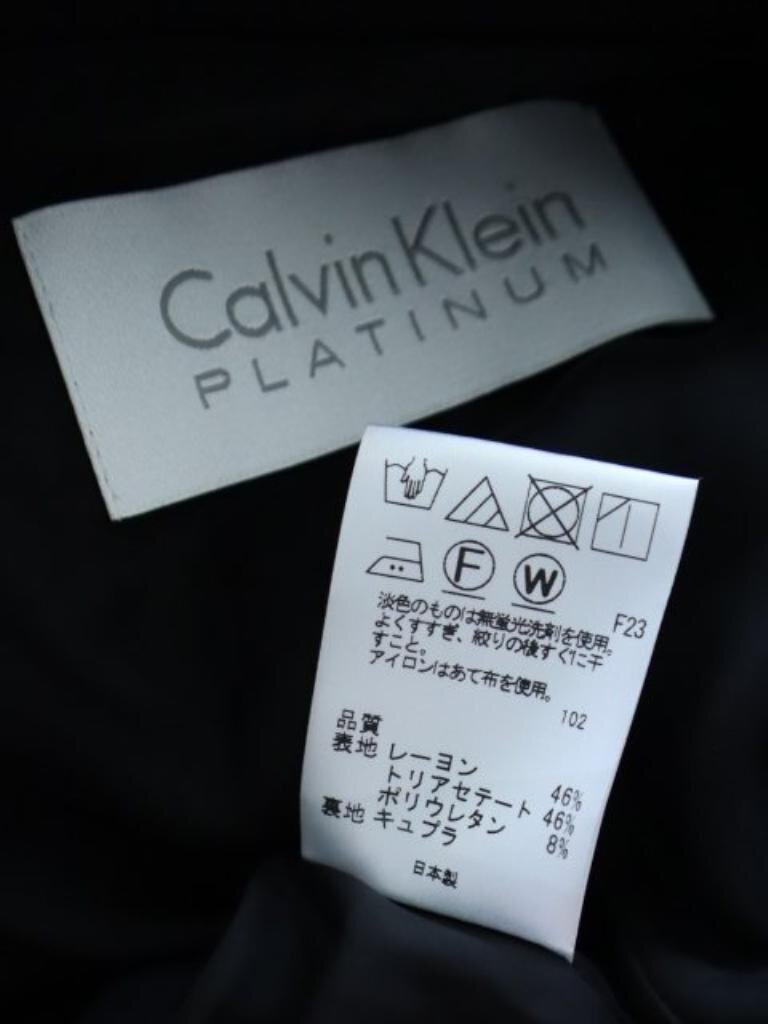 Calvin Klein
PLATINUM
F W
F23
淡色のものは無蛍光洗剤を使用。
よくすすぎ、絞りの後すぐに干
すこと。
アイロンはあて布を使用。
102
品質
表地 レーヨン 46%
トリアセテート 46%
ポリウレタン 8%
裏地 キュプラ
日本製